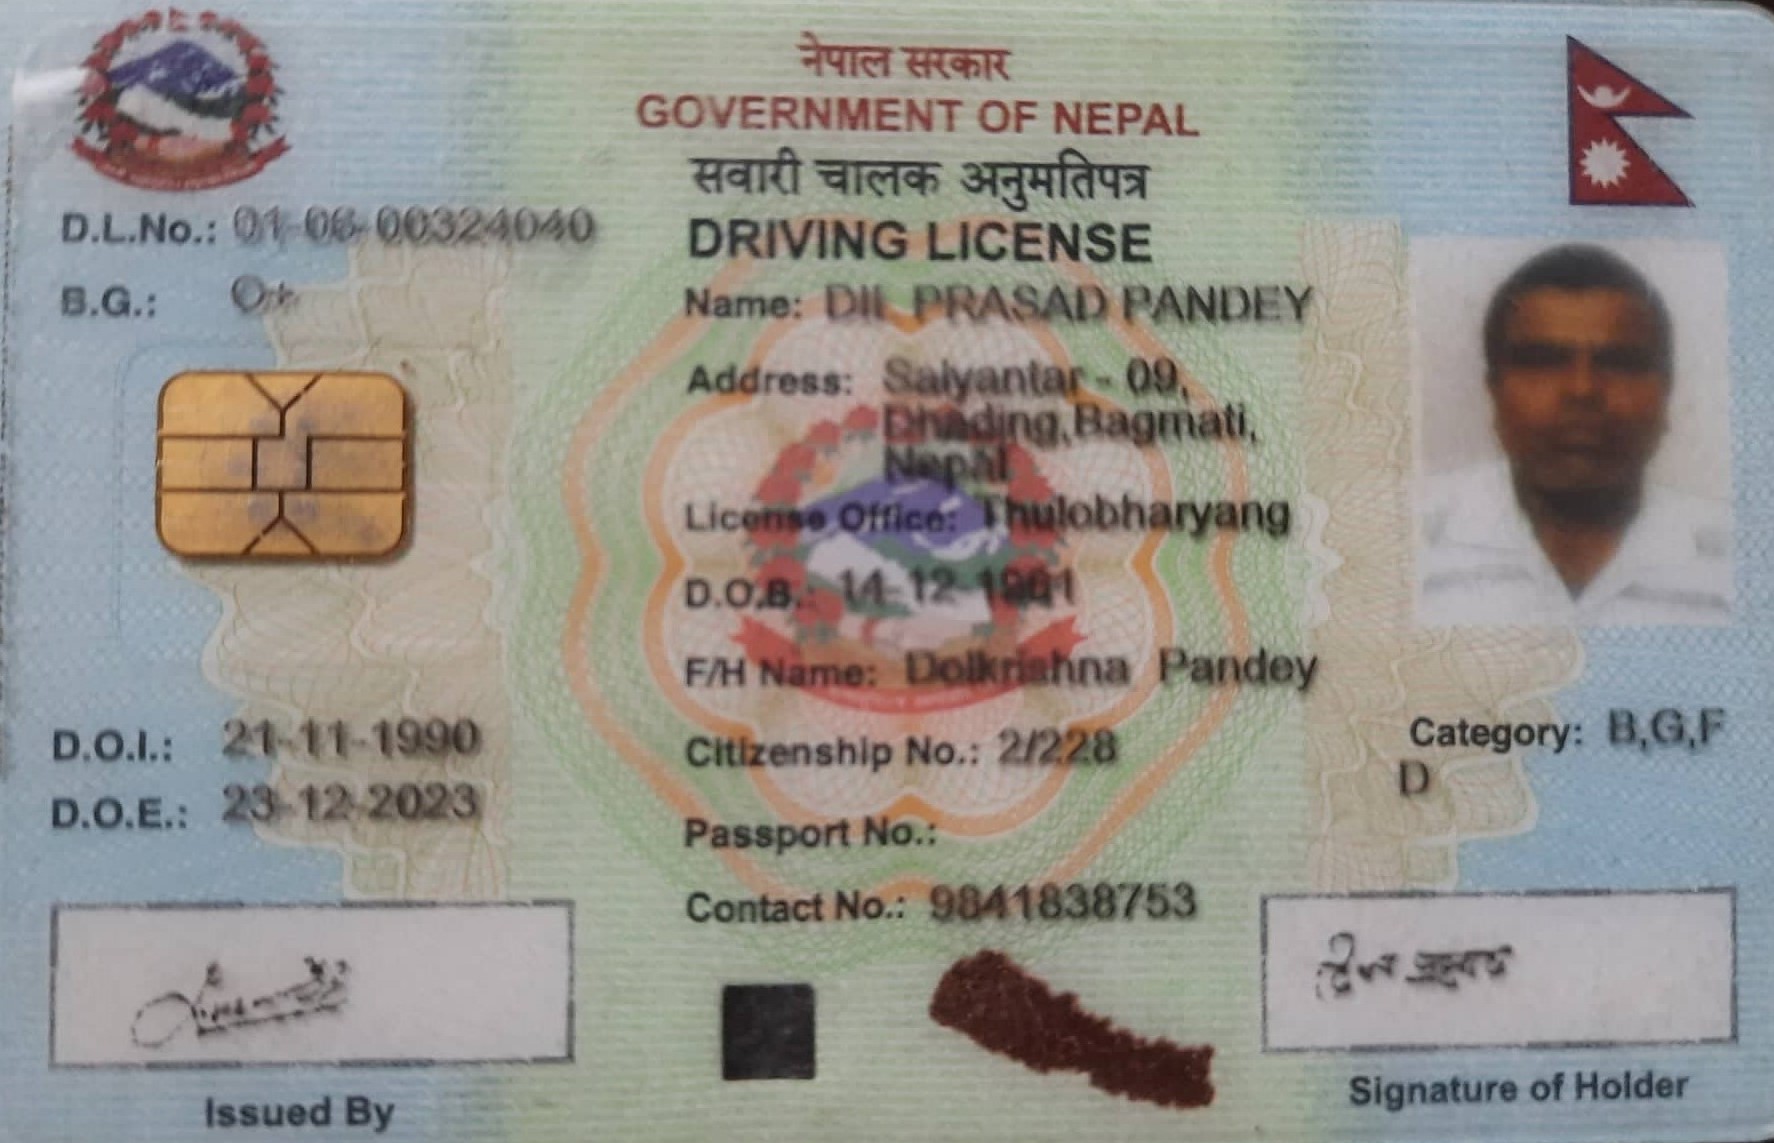 नेपाल सरकार
GOVERNMENT OF NEPAL
सवारी चालक अनुमतिपत्र
DRIVING LICENSE
D.L.No.: 01-06-00324040
B.G.: O+
Name: DIL PRASAD PANDEY
Address: Salyantar - 09,
Dhading,Bagmati,
Nepal
License Office: Thulobharyang
D.O.B.: 14-12-1961
F/H Name: Dolkrishna Pandey
D.O.I.: 21-11-1990
Citizenship No.: 2/228
Category: B,G,F
D
D.O.E.: 23-12-2023
Passport No.:
Contact No.: 9841838753
Issued By
Signature of Holder